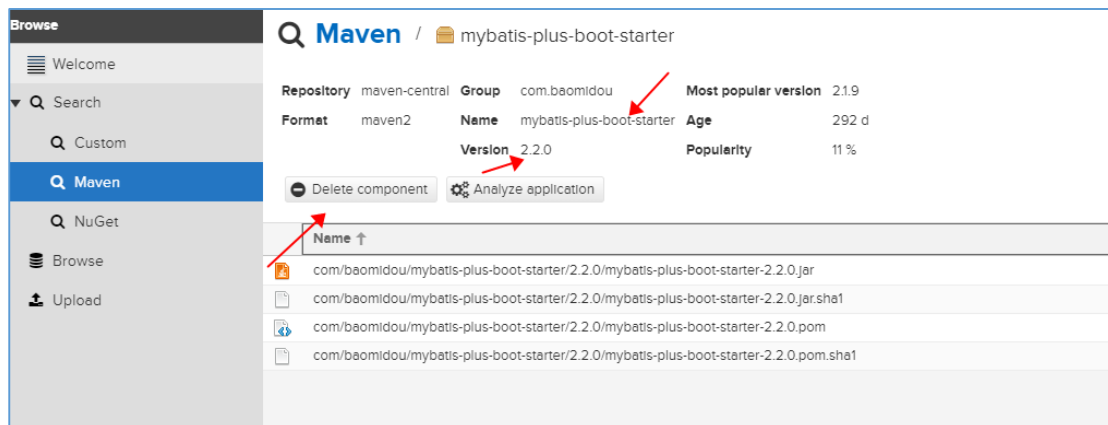 Browse
Welcome
Search
Custom
Maven
NuGet
Browse
Upload
Maven / mybatis-plus-boot-starter
Repository maven-central Group com.baomidou Most popular version 2.1.9
Format maven2 Name mybatis-plus-boot-starter Age 292 d
Version 2.2.0 Popularity 11 %
Delete component Analyze application
Name
com/baomidou/mybatis-plus-boot-starter/2.2.0/mybatis-plus-boot-starter-2.2.0.jar
com/baomidou/mybatis-plus-boot-starter/2.2.0/mybatis-plus-boot-starter-2.2.0.jar.sha1
com/baomidou/mybatis-plus-boot-starter/2.2.0/mybatis-plus-boot-starter-2.2.0.pom
com/baomidou/mybatis-plus-boot-starter/2.2.0/mybatis-plus-boot-starter-2.2.0.pom.sha1